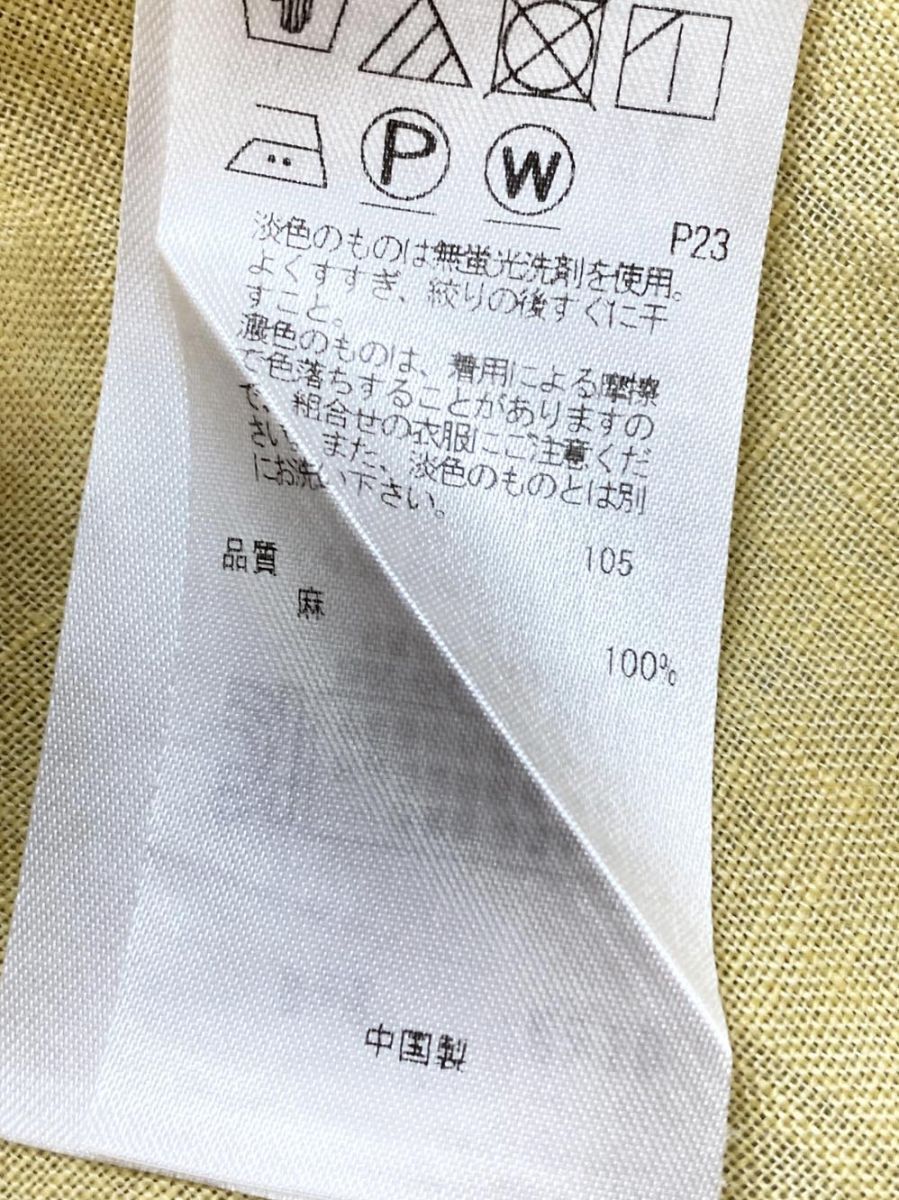 P
W
P23
淡色のものは無蛍光洗剤を使用。
よくすすぎ、絞りの後すぐに干
すこと。
濃色のものは、着用による摩擦
で色落ちすることがありますの
で、組合せの衣服にご注意くだ
さい。また、淡色のものとは別
にお洗い下さい。
品質 105
麻
100%
中国製